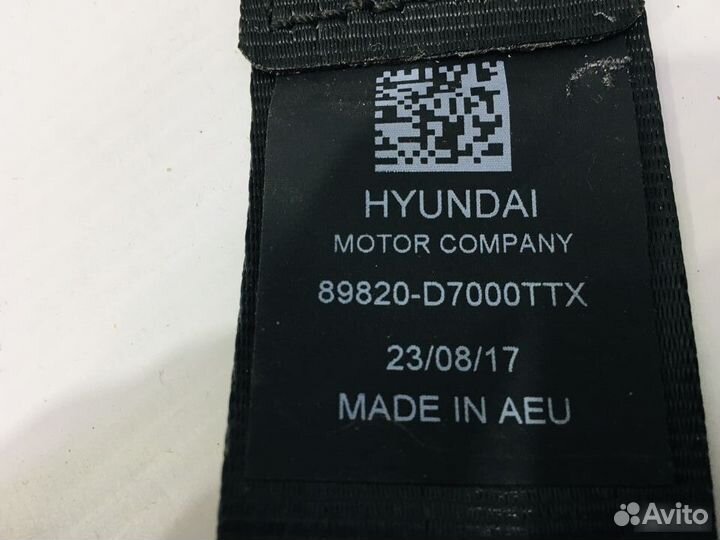 HYUNDAI
MOTOR COMPANY
89820-D7000TTX
23/08/17
MADE IN AEU
Avito